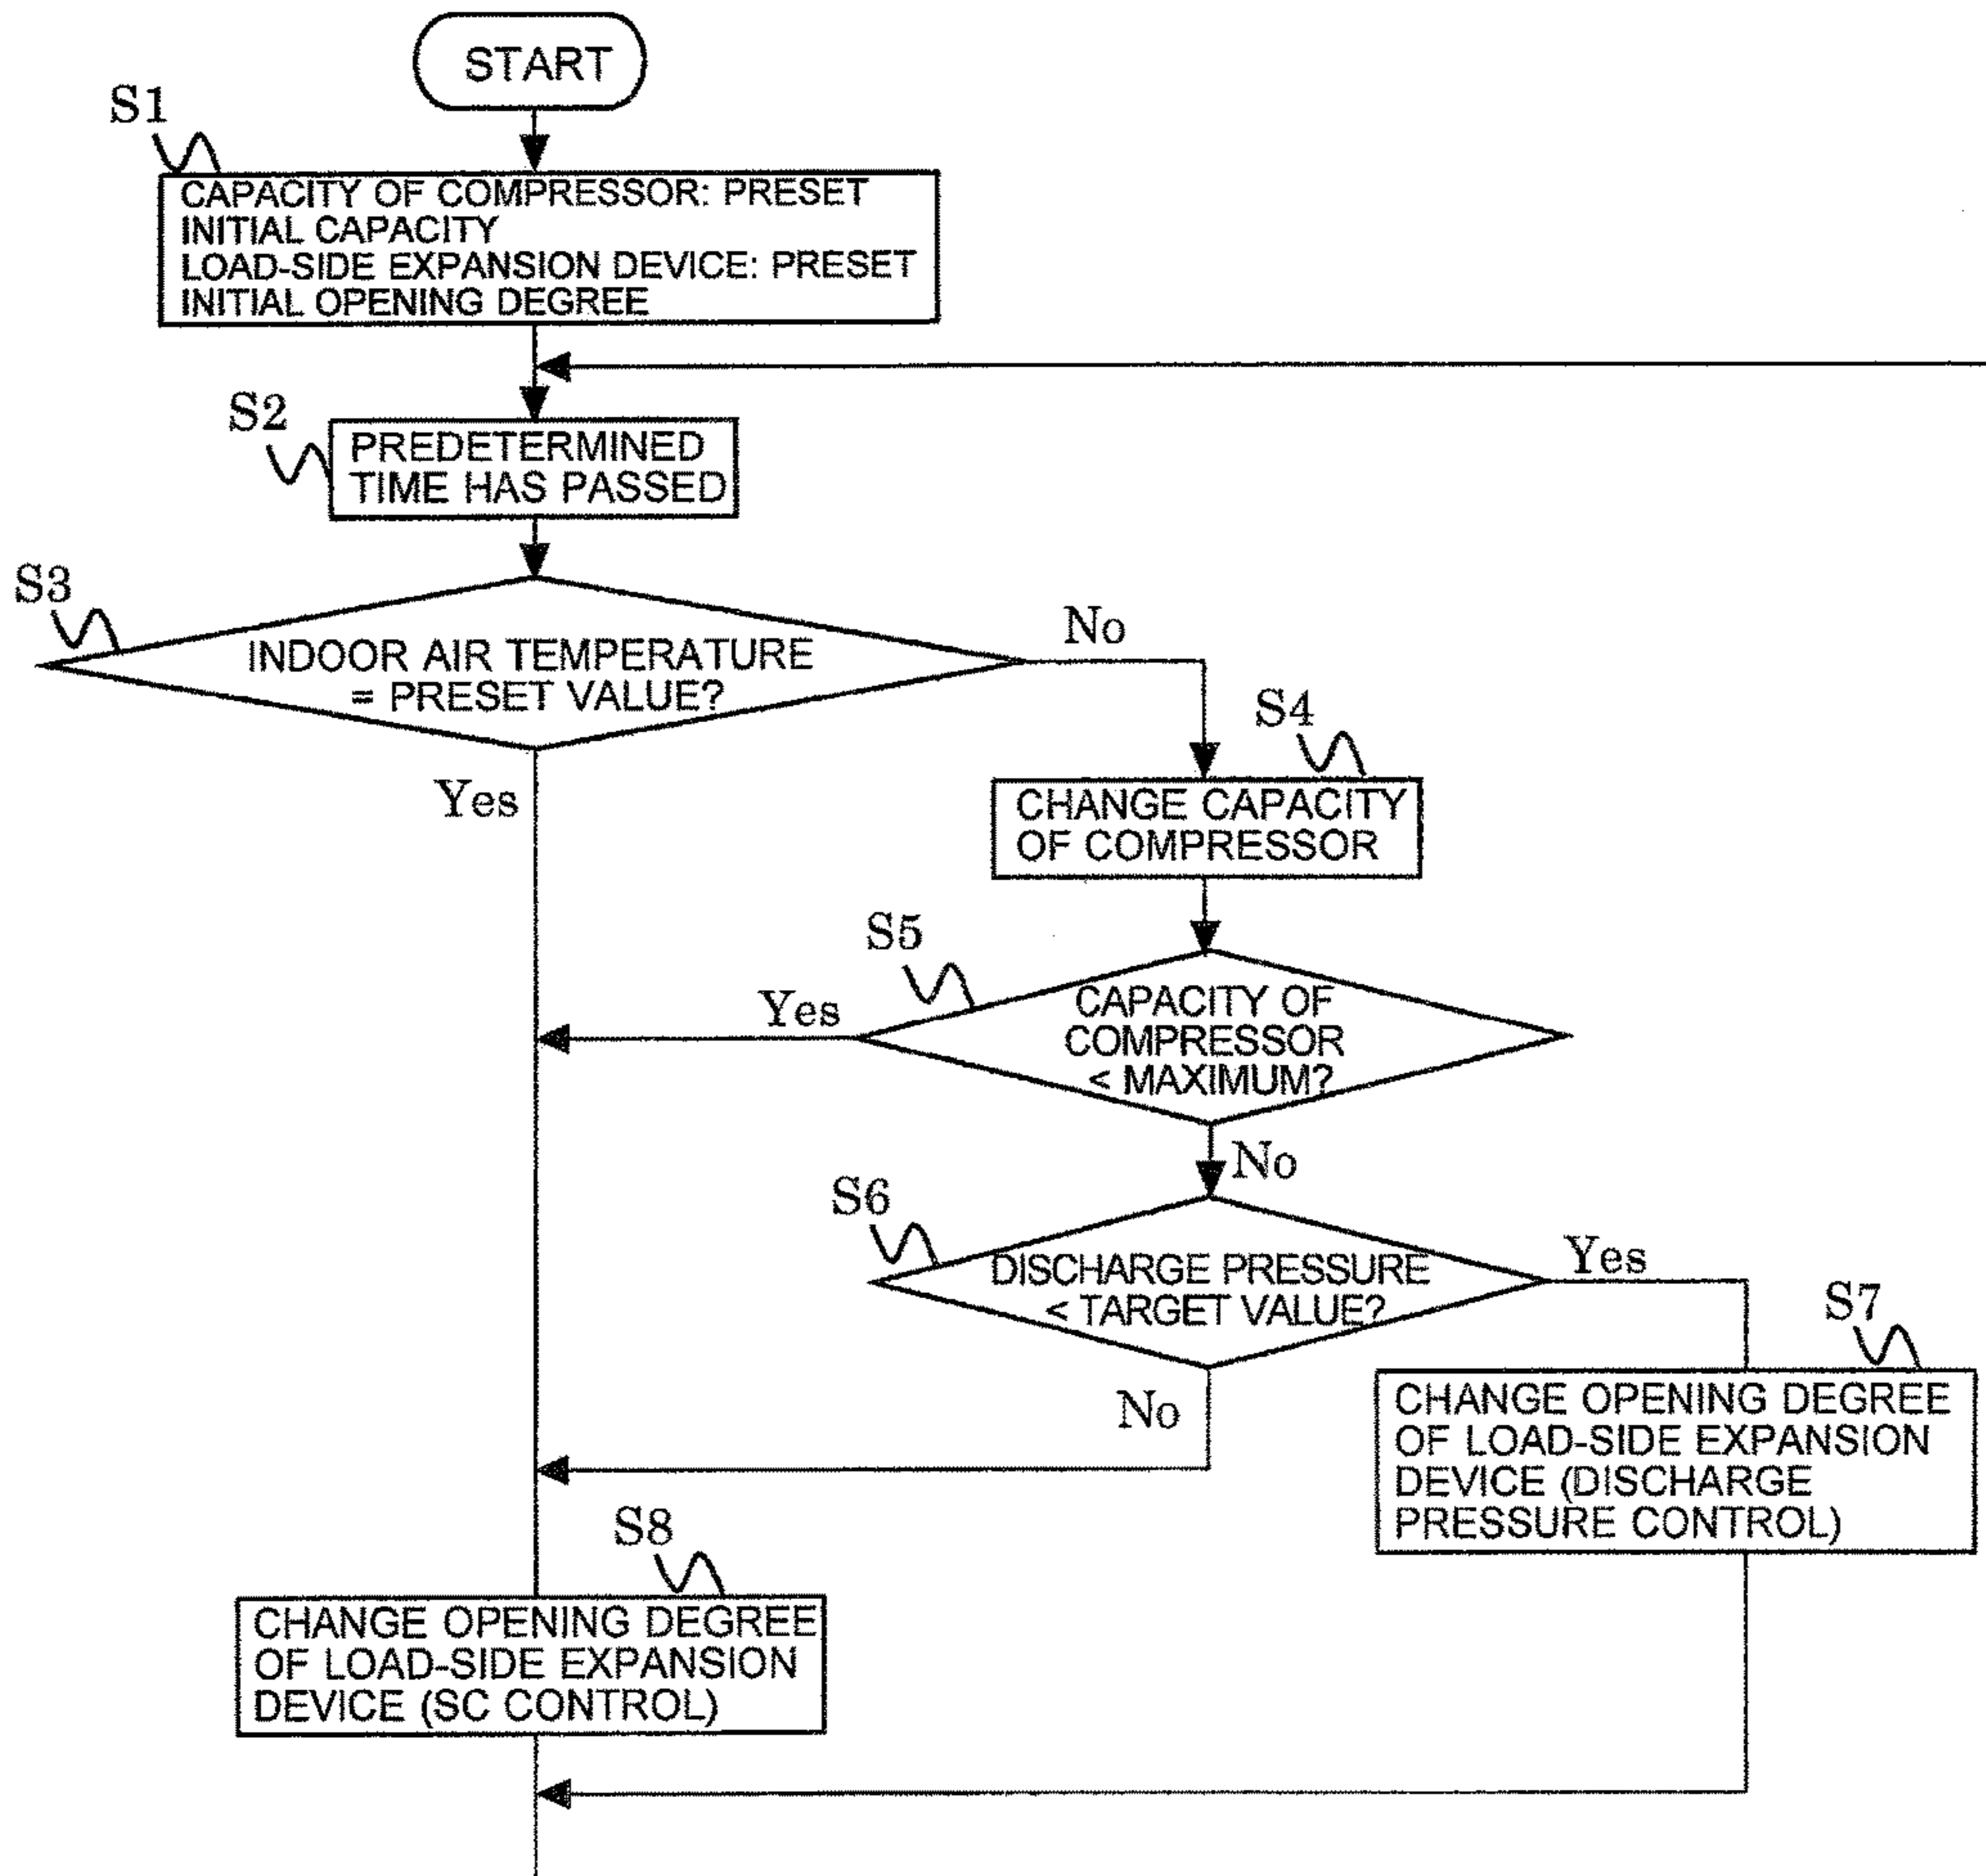 START
S1
CAPACITY OF COMPRESSOR: PRESET
INITIAL CAPACITY
LOAD-SIDE EXPANSION DEVICE: PRESET
INITIAL OPENING DEGREE
S2
PREDETERMINED
TIME HAS PASSED
S3
INDOOR AIR TEMPERATURE
= PRESET VALUE?
No
Yes
S4
CHANGE CAPACITY
OF COMPRESSOR
S5
CAPACITY OF
COMPRESSOR
< MAXIMUM?
Yes
No
S6
DISCHARGE PRESSURE
< TARGET VALUE?
Yes
No
S7
CHANGE OPENING DEGREE
OF LOAD-SIDE EXPANSION
DEVICE (DISCHARGE
PRESSURE CONTROL)
S8
CHANGE OPENING DEGREE
OF LOAD-SIDE EXPANSION
DEVICE (SC CONTROL)